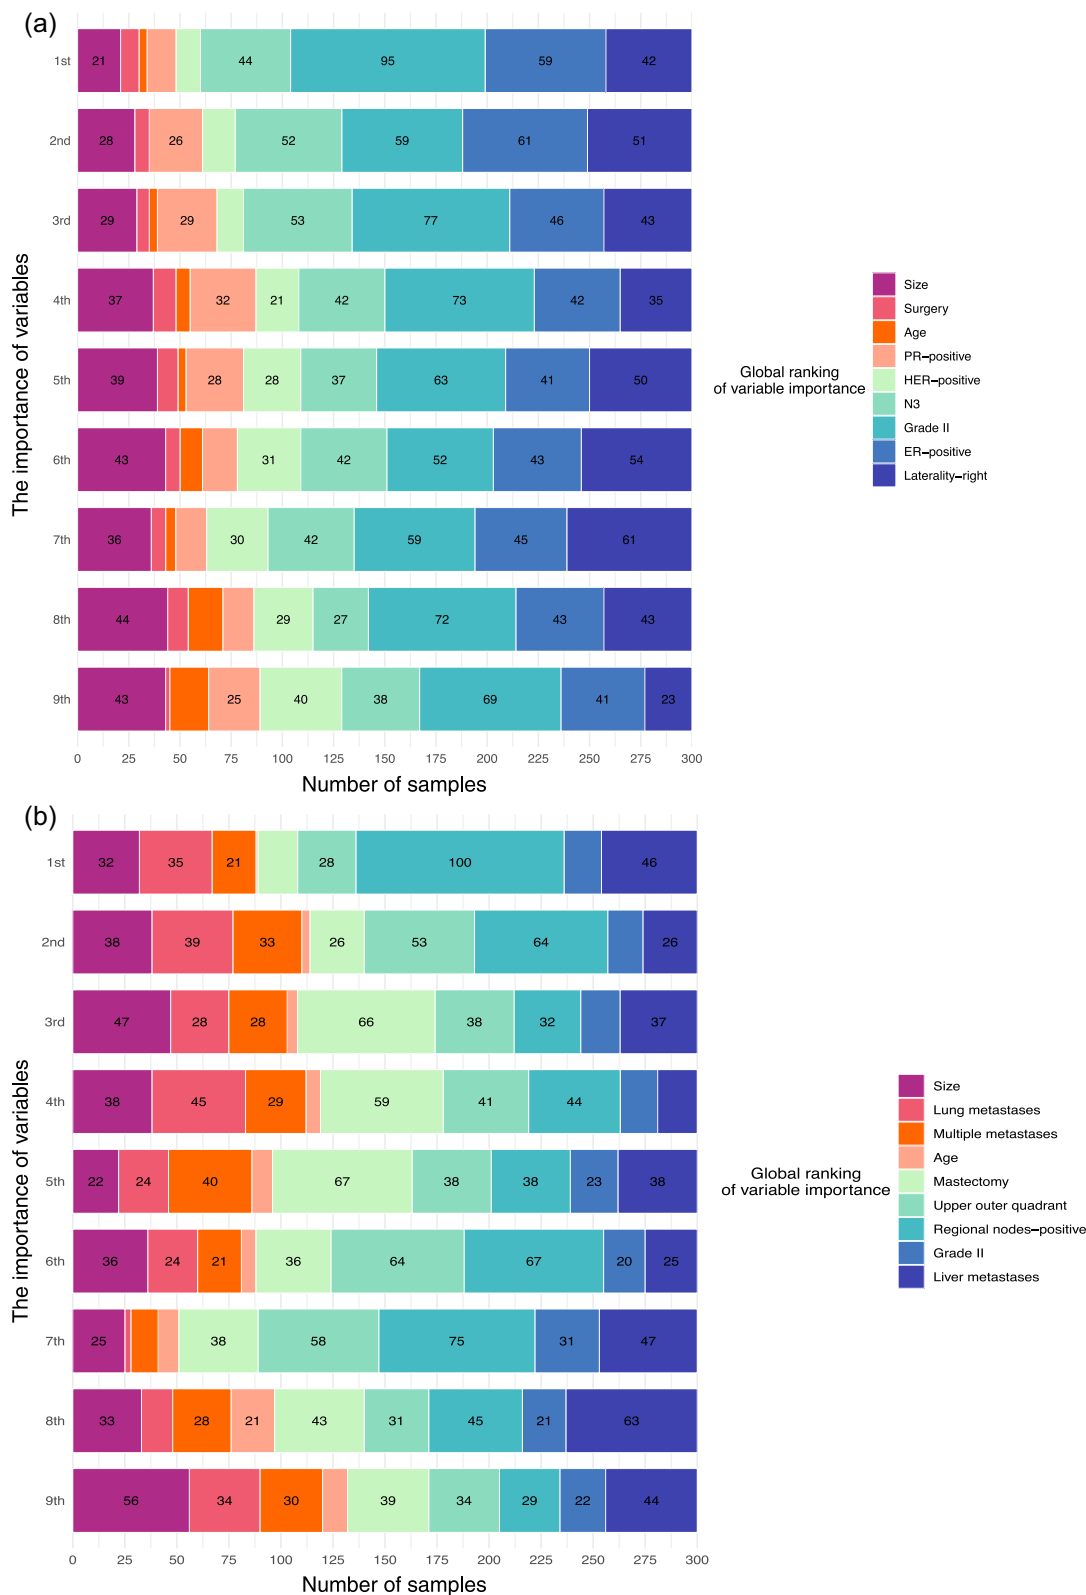 (a)
1st 21 44 95 59 42
2nd 28 26 52 59 61 51
3rd 29 29 53 77 46 43
4th 37 32 21 42 73 42 35
5th 39 28 28 37 63 41 50
6th 43 31 42 52 43 54
7th 36 30 42 59 45 61
8th 44 29 27 72 43 43
9th 43 25 40 38 69 41 23
0 25 50 75 100 125 150 175 200 225 250 275 300
Number of samples
The importance of variables
Global ranking
of variable importance
Size
Surgery
Age
PR−positive
HER−positive
N3
Grade II
ER−positive
Laterality−right
(b)
1st 32 35 21 28 100 46
2nd 38 39 33 26 53 64 26
3rd 47 28 28 66 38 32 37
4th 38 45 29 59 41 44
5th 22 24 40 67 38 38 23 38
6th 36 24 21 36 64 67 20 25
7th 25 38 58 75 31 47
8th 33 28 21 43 31 45 21 63
9th 56 34 30 39 34 29 22 44
0 25 50 75 100 125 150 175 200 225 250 275 300
Number of samples
The importance of variables
Global ranking
of variable importance
Size
Lung metastases
Multiple metastases
Age
Mastectomy
Upper outer quadrant
Regional nodes−positive
Grade II
Liver metastases